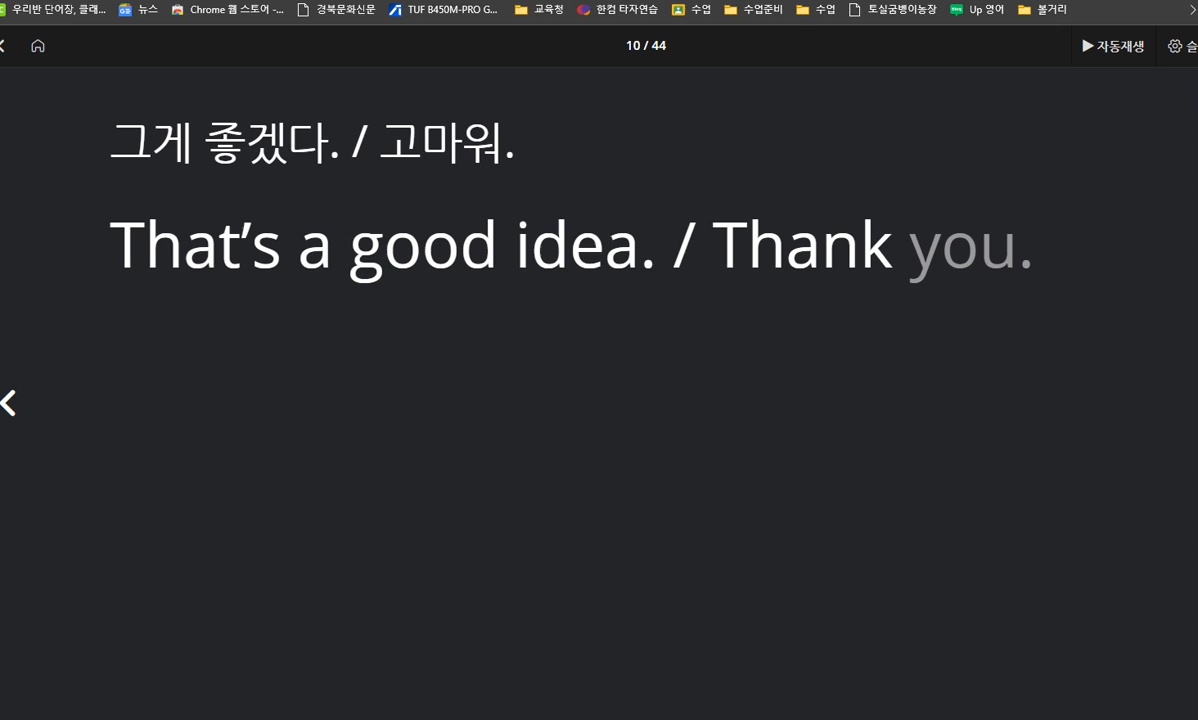 우리반 단어장, 클레... 뉴스 Chrome 웹 스토어 -... 경북문화신문 TUF B450M-PRO G... 교육청 한컴 타자연습 수업 수업준비 수업 토실굼벵이농장 Up 영어 볼거리
10 / 44 자동재생 슬
그게 좋겠다. / 고마워.
That's a good idea. / Thank you.